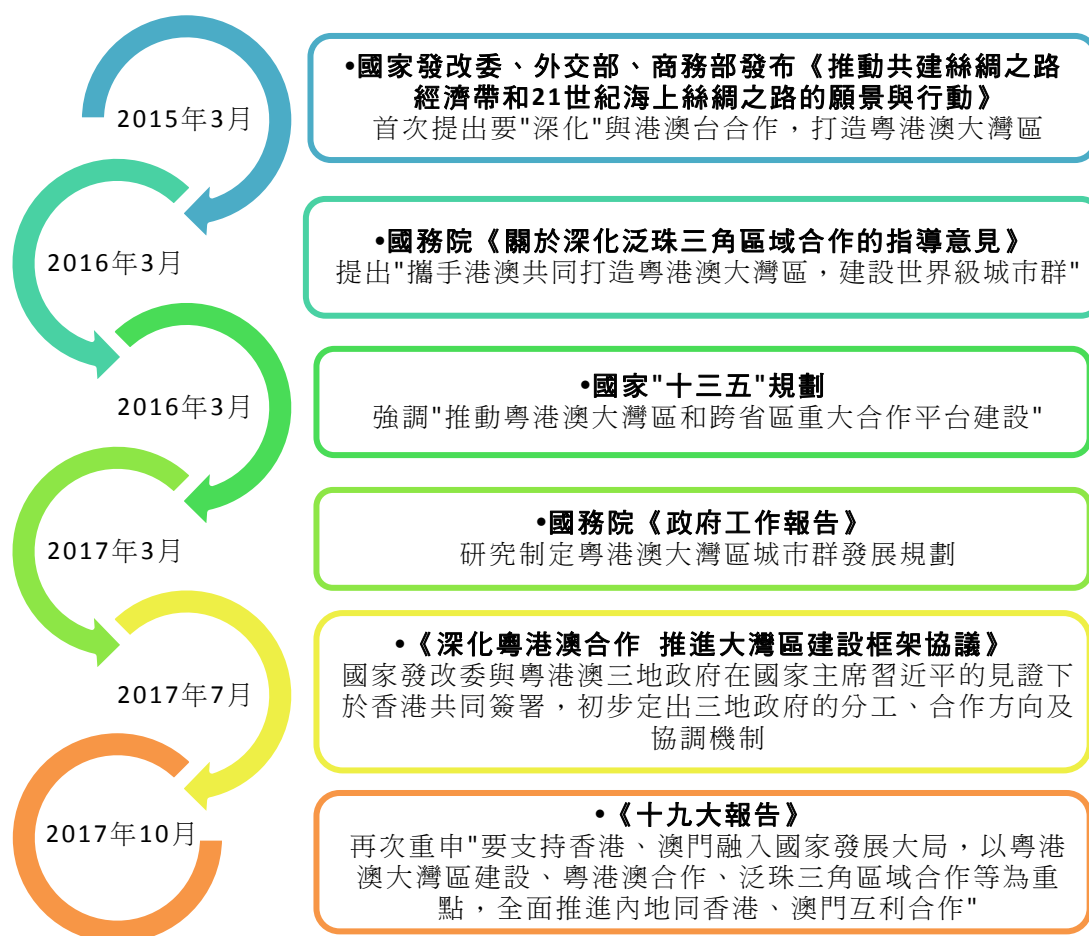 2015年3月
•國家發改委、外交部、商務部發布《推動共建絲綢之路
經濟帶和21世紀海上絲綢之路的願景與行動》
首次提出要"深化"與港澳台合作，打造粵港澳大灣區
2016年3月
•國務院《關於深化泛珠三角區域合作的指導意見》
提出"攜手港澳共同打造粵港澳大灣區，建設世界級城市群"
2016年3月
•國家"十三五"規劃
強調"推動粵港澳大灣區和跨省區重大合作平台建設"
2017年3月
•國務院《政府工作報告》
研究制定粵港澳大灣區城市群發展規劃
2017年7月
•《深化粵港澳合作 推進大灣區建設框架協議》
國家發改委與粵港澳三地政府在國家主席習近平的見證下
於香港共同簽署，初步定出三地政府的分工、合作方向及
協調機制
2017年10月
•《十九大報告》
再次重申"要支持香港、澳門融入國家發展大局，以粵港
澳大灣區建設、粵港澳合作、泛珠三角區域合作等為重
點，全面推進內地同香港、澳門互利合作"